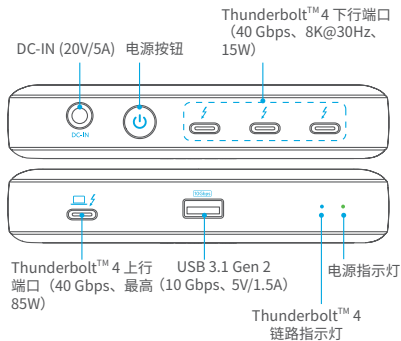 Thunderbolt™ 4 下行端口
(40 Gbps、8K@30Hz、
15W)
DC-IN (20V/5A)
电源按钮
DC-IN
10Gbps
Thunderbolt™ 4 上行
端口（40 Gbps、最高
85W)
USB 3.1 Gen 2
(10 Gbps、5V/1.5A)
电源指示灯
Thunderbolt™ 4
链路指示灯